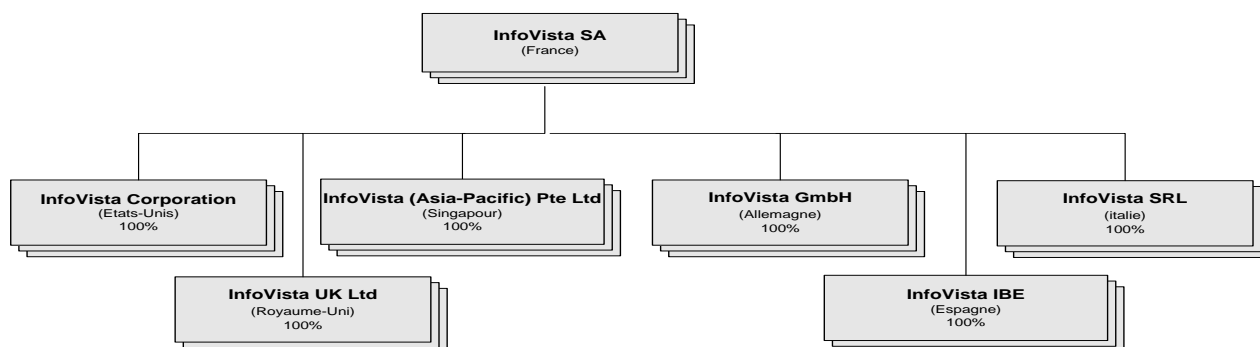 InfoVista SA
(France)
InfoVista Corporation
(Etats-Unis)
100%
InfoVista (Asia-Pacific) Pte Ltd
(Singapour)
100%
InfoVista GmbH
(Allemagne)
100%
InfoVista SRL
(italie)
100%
InfoVista UK Ltd
(Royaume-Uni)
100%
InfoVista IBE
(Espagne)
100%